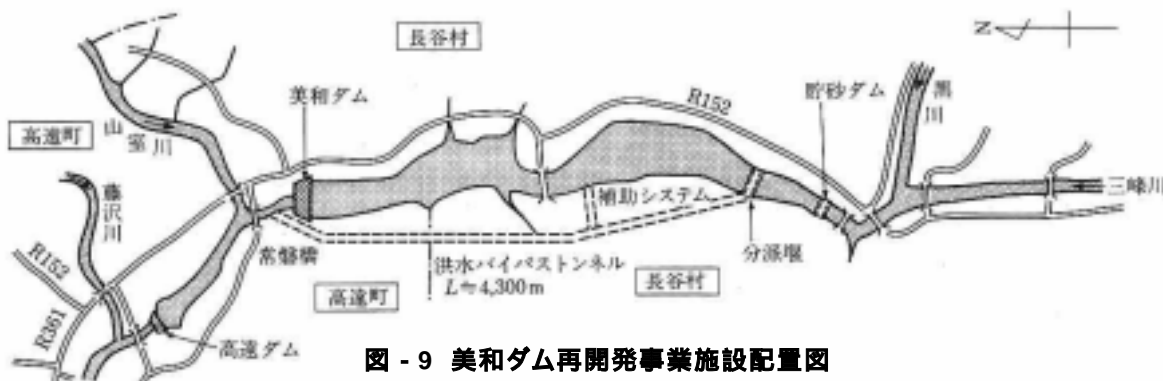 長谷村
N
美和ダム
R152
貯砂ダム
黒川
高遠町
山室川
三峰川
藤沢川
補助システム
分派堰
常盤橋
洪水バイパストンネル
L≒4,300m
長谷村
高遠町
R152
R361
高遠ダム
図 - 9 美和ダム再開発事業施設配置図